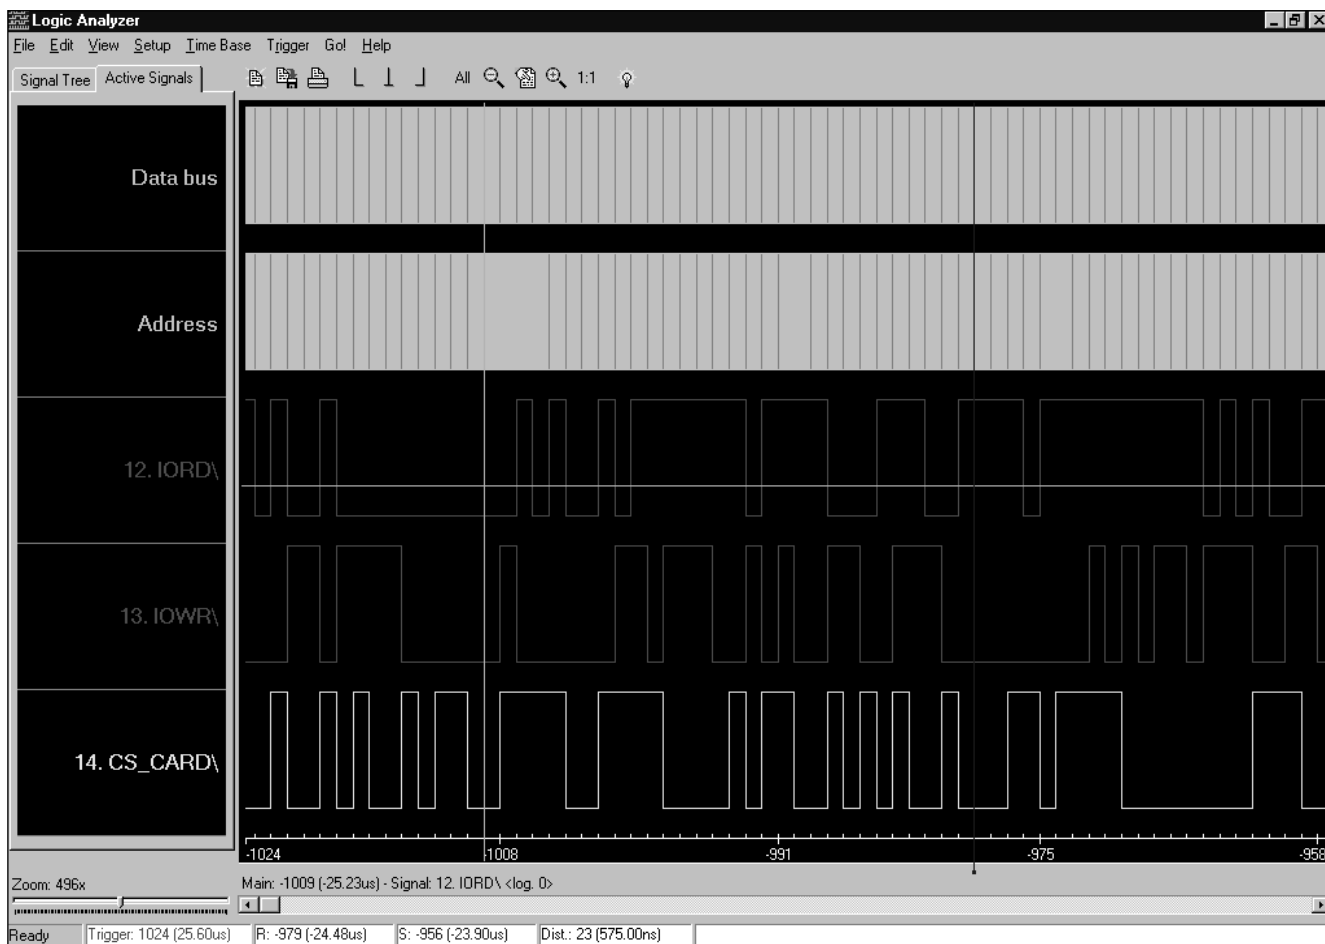 Logic Analyzer
File Edit View Setup Time Base Trigger Go! Help
Signal Tree Active Signals All 1:1
Data bus
Address
12. IORD\
13. IOWR\
14. CS_CARD\
-1024 -1008 -991 -975 -958
Zoom: 496x Main: -1009 (-25.23us) - Signal: 12. IORD\ <log. 0>
Ready Trigger: 1024 (25.60us) R: -979 (-24.48us) S: -956 (-23.90us) Dist.: 23 (575.00ns)